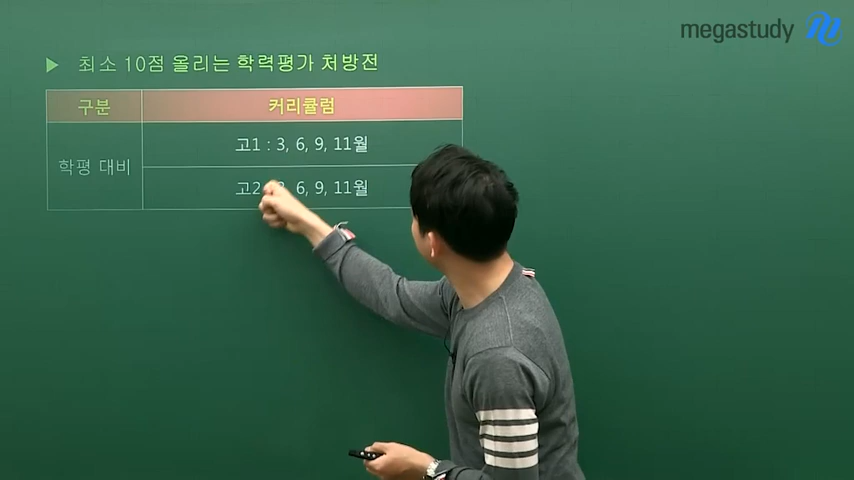 megastudy
▶ 최소 10점 올리는 학력평가 처방전
구분 커리큘럼
학평 대비
고1 : 3, 6, 9, 11월
고2 6, 9, 11월